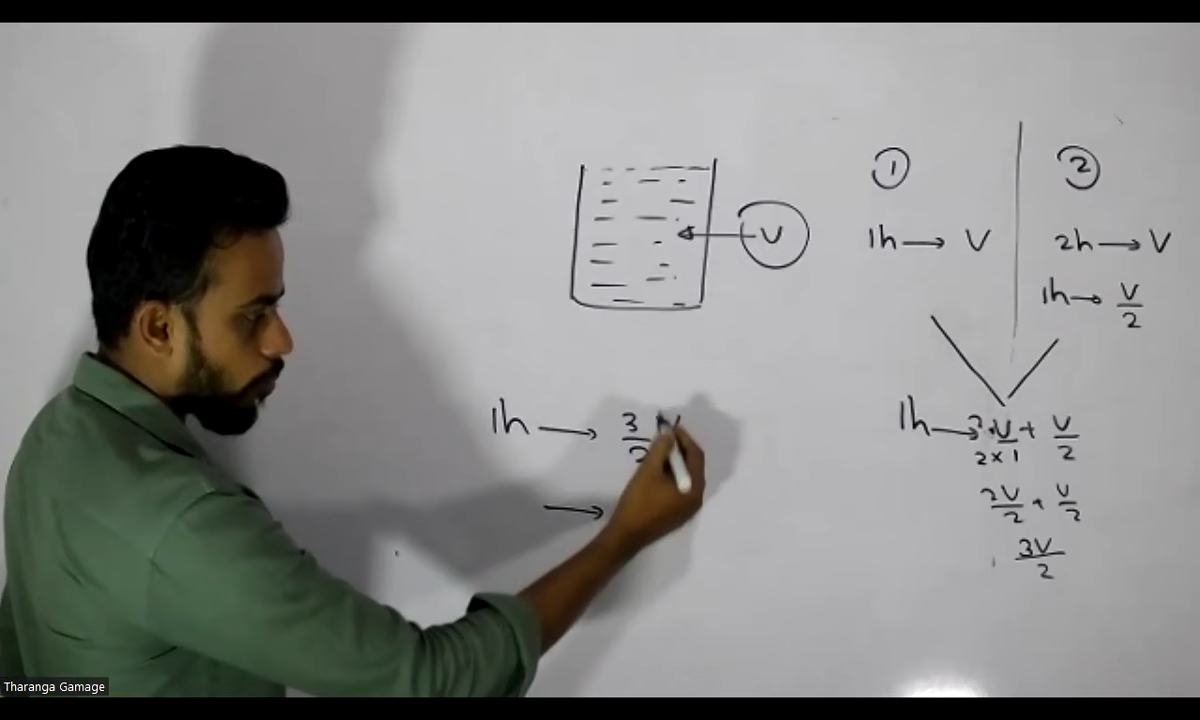 ① ②
1h → V 2h → V
V
1h → V/2
1h → 3/2
1h → 2·V/2×1 + V/2
→
2V/2 + V/2
3V/2
Tharanga Gamage